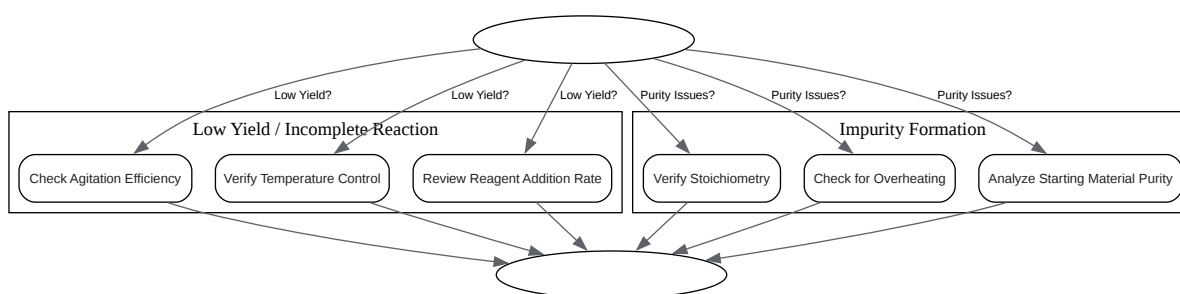 Low Yield?
Low Yield?
Low Yield?
Purity Issues?
Purity Issues?
Purity Issues?
Low Yield / Incomplete Reaction
Impurity Formation
Check Agitation Efficiency
Verify Temperature Control
Review Reagent Addition Rate
Verify Stoichiometry
Check for Overheating
Analyze Starting Material Purity